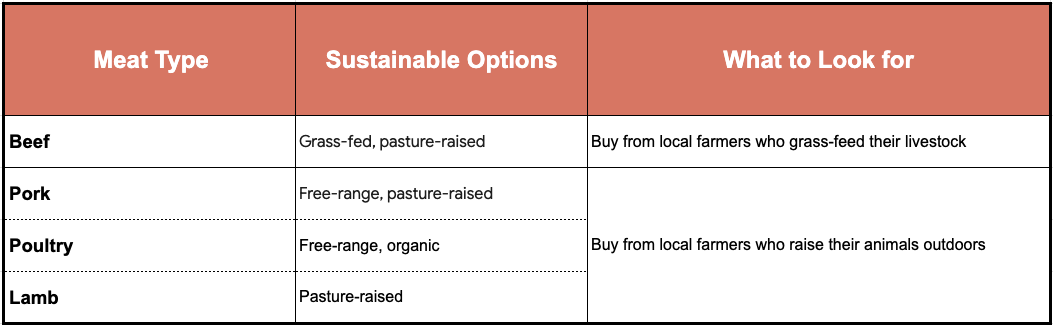 Meat Type Sustainable Options What to Look for
Beef Grass-fed, pasture-raised Buy from local farmers who grass-feed their livestock
Pork Free-range, pasture-raised
Poultry Free-range, organic Buy from local farmers who raise their animals outdoors
Lamb Pasture-raised